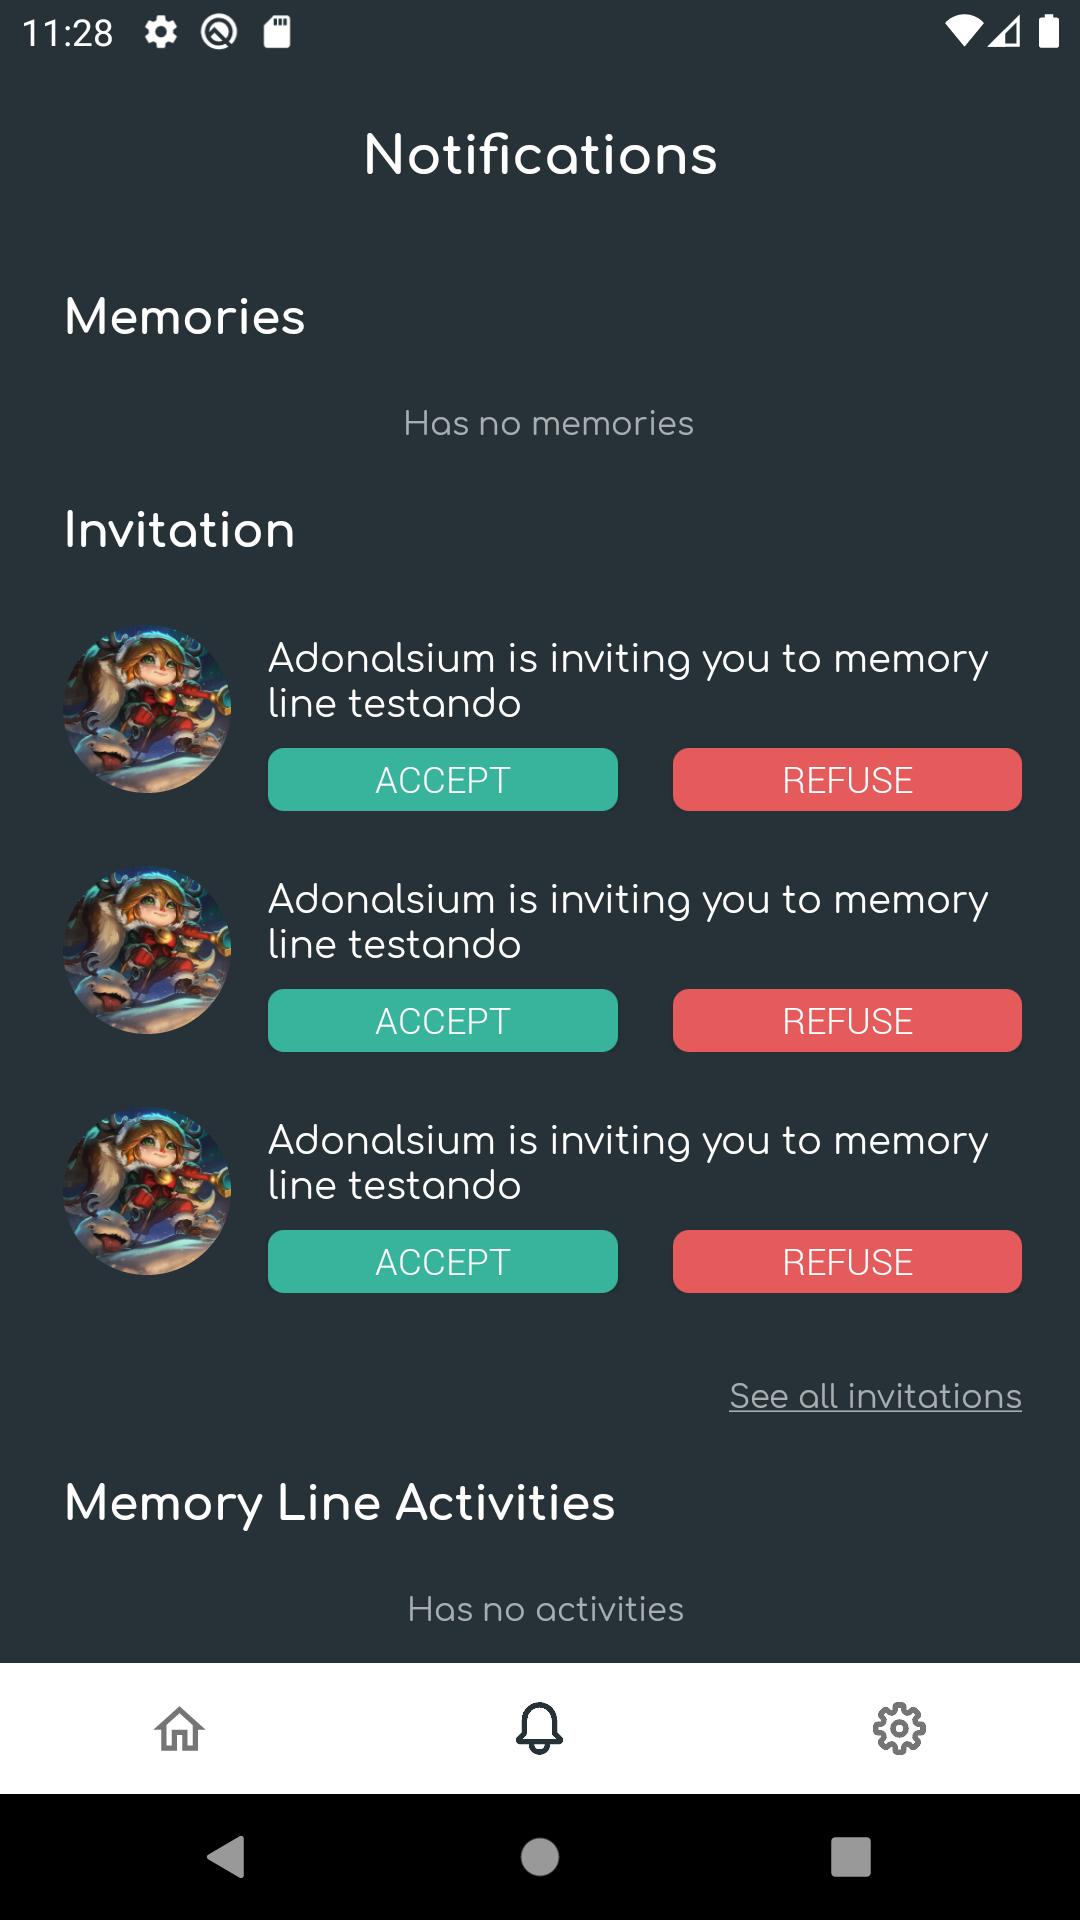 11:28
Notifications
Memories
Has no memories
Invitation
Adonalsium is inviting you to memory
line testando
ACCEPT REFUSE
Adonalsium is inviting you to memory
line testando
ACCEPT REFUSE
Adonalsium is inviting you to memory
line testando
ACCEPT REFUSE
See all invitations
Memory Line Activities
Has no activities